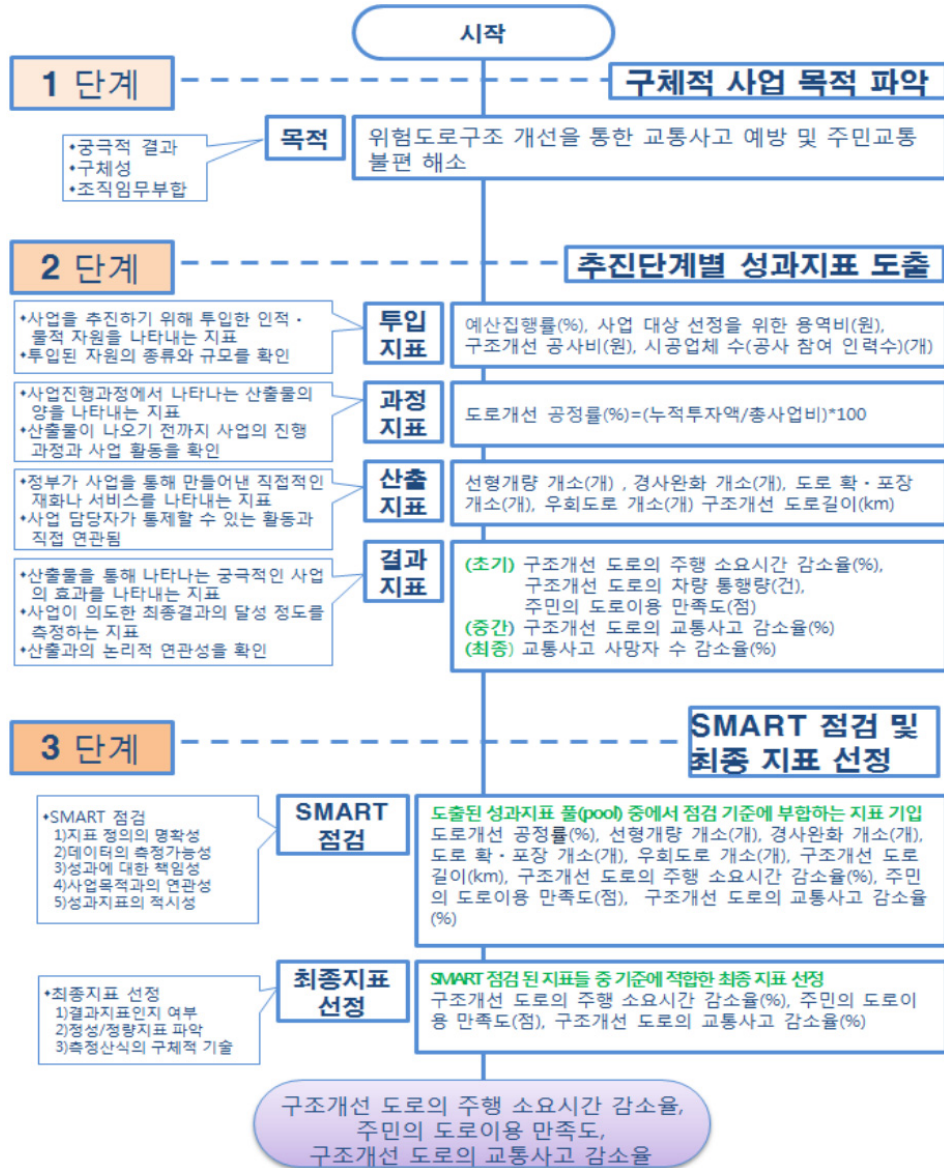 시작
1 단계
구체적 사업 목적 파악
•궁극적 결과
•구체성
•조직임무부합
목적
위험도로구조 개선을 통한 교통사고 예방 및 주민교통
불편 해소
2 단계
추진단계별 성과지표 도출
•사업을 추진하기 위해 투입한 인적・
물적 자원을 나타내는 지표
•투입된 자원의 종류와 규모를 확인
투입
지표
예산집행률(%), 사업 대상 선정을 위한 용역비(원),
구조개선 공사비(원), 시공업체 수(공사 참여 인력수)(개)
•사업진행과정에서 나타나는 산출물의
양을 나타내는 지표
•산출물이 나오기 전까지 사업의 진행
과정과 사업 활동을 확인
과정
지표
도로개선 공정률(%)=(누적투자액/총사업비)*100
•정부가 사업을 통해 만들어낸 직접적인
재화나 서비스를 나타내는 지표
•사업 담당자가 통제할 수 있는 활동과
직접 연관됨
산출
지표
선형개량 개소(개) , 경사완화 개소(개), 도로 확・포장
개소(개), 우회도로 개소(개) 구조개선 도로길이(km)
•산출물을 통해 나타나는 궁극적인 사업
의 효과를 나타내는 지표
•사업이 의도한 최종결과의 달성 정도를
측정하는 지표
•산출과의 논리적 연관성을 확인
결과
지표
(초기) 구조개선 도로의 주행 소요시간 감소율(%),
구조개선 도로의 차량 통행량(건),
주민의 도로이용 만족도(점)
(중간) 구조개선 도로의 교통사고 감소율(%)
(최종) 교통사고 사망자 수 감소율(%)
3 단계
SMART 점검 및
최종 지표 선정
•SMART 점검
1)지표 정의의 명확성
2)데이터의 측정가능성
3)성과에 대한 책임성
4)사업목적과의 연관성
5)성과지표의 적시성
SMART
점검
도출된 성과지표 풀(pool) 중에서 점검 기준에 부합하는 지표 기입
도로개선 공정률(%), 선형개량 개소(개), 경사완화 개소(개),
도로 확・포장 개소(개), 우회도로 개소(개), 구조개선 도로
길이(km), 구조개선 도로의 주행 소요시간 감소율(%), 주민
의 도로이용 만족도(점), 구조개선 도로의 교통사고 감소율
(%)
•최종지표 선정
1)결과지표인지 여부
2)정성/정량지표 파악
3)측정산식의 구체적 기술
최종지표
선정
SMART 점검 된 지표들 중 기준에 적합한 최종 지표 선정
구조개선 도로의 주행 소요시간 감소율(%), 주민의 도로이
용 만족도(점), 구조개선 도로의 교통사고 감소율(%)
구조개선 도로의 주행 소요시간 감소율,
주민의 도로이용 만족도,
구조개선 도로의 교통사고 감소율